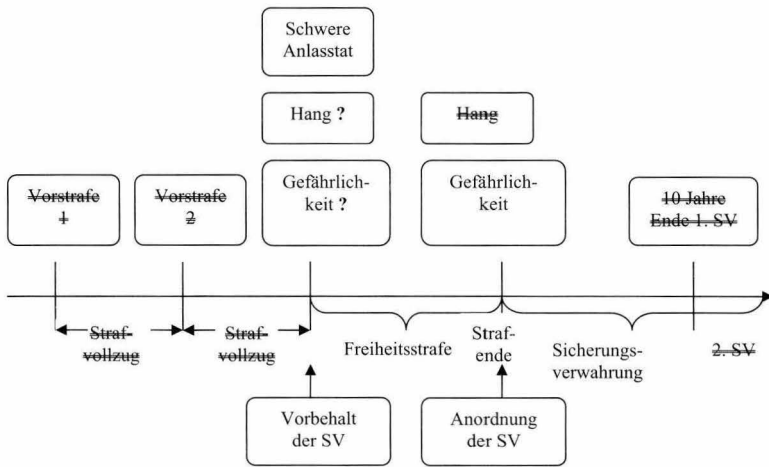 Schwere
Anlasstat
Hang ?
Hang
Vorstrafe
1
Vorstrafe
2
Gefährlich-
keit ?
Gefährlich-
keit
10 Jahre
Ende 1. SV
Straf-
vollzug
Straf-
vollzug
Freiheitsstrafe
Straf-
ende
Sicherungs-
verwahrung
2. SV
Vorbehalt
der SV
Anordnung
der SV